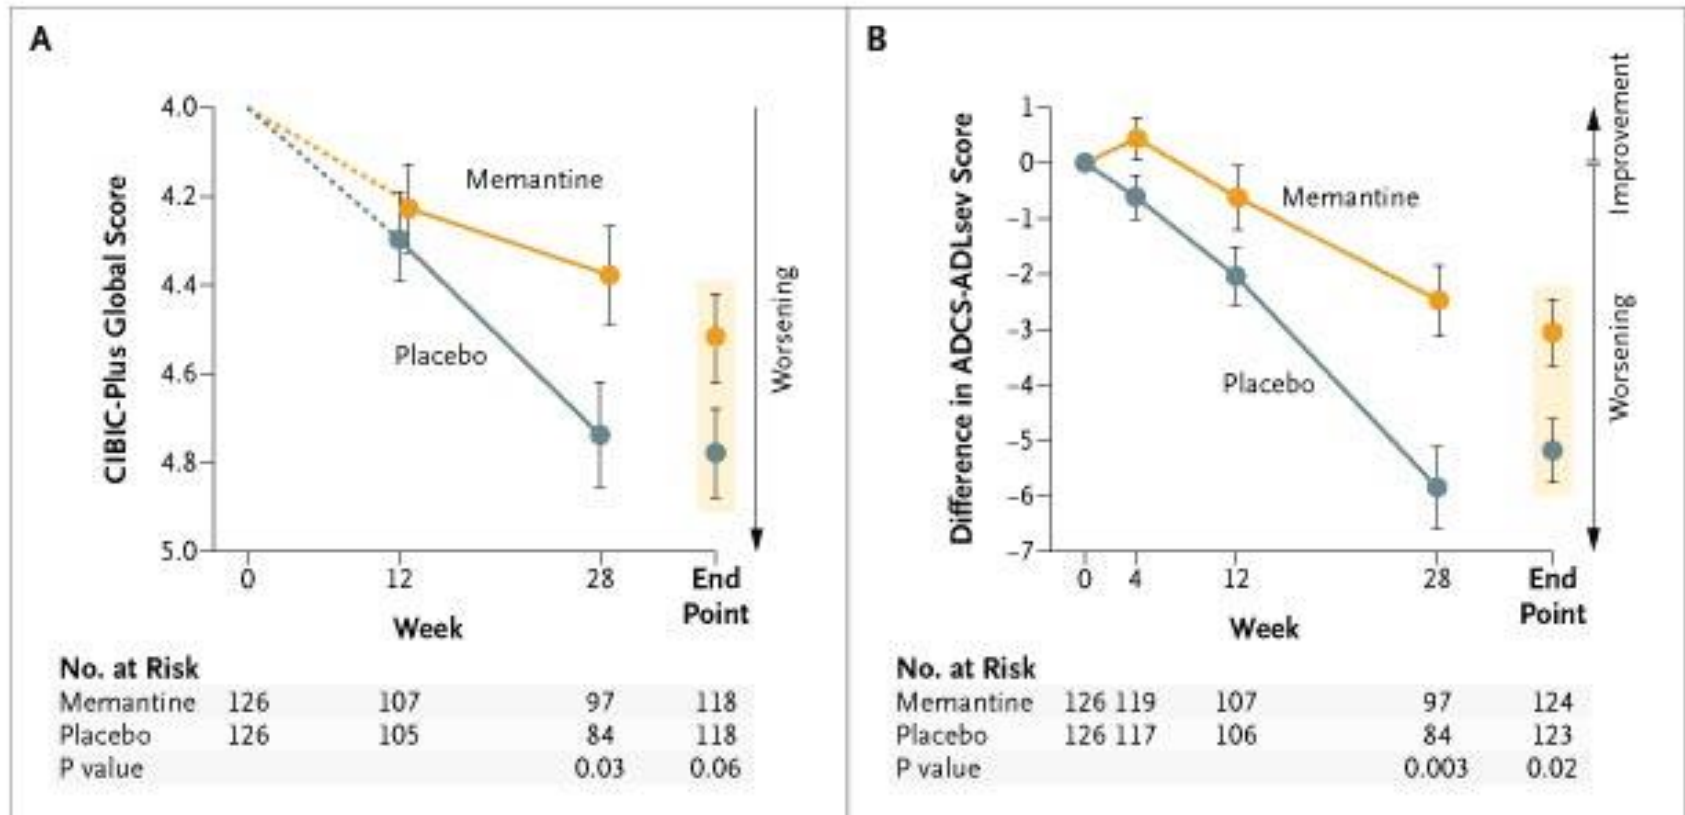 A
CIBIC-Plus Global Score
4.0
4.2
4.4
4.6
4.8
5.0
Memantine
Placebo
Worsening
0 12 28 End Point
Week
No. at Risk
Memantine 126 107 97 118
Placebo 126 105 84 118
P value 0.03 0.06
B
Difference in ADCS-ADLsev Score
1
0
−1
−2
−3
−4
−5
−6
−7
Memantine
Placebo
Improvement
Worsening
0 4 12 28 End Point
Week
No. at Risk
Memantine 126 119 107 97 124
Placebo 126 117 106 84 123
P value 0.003 0.02